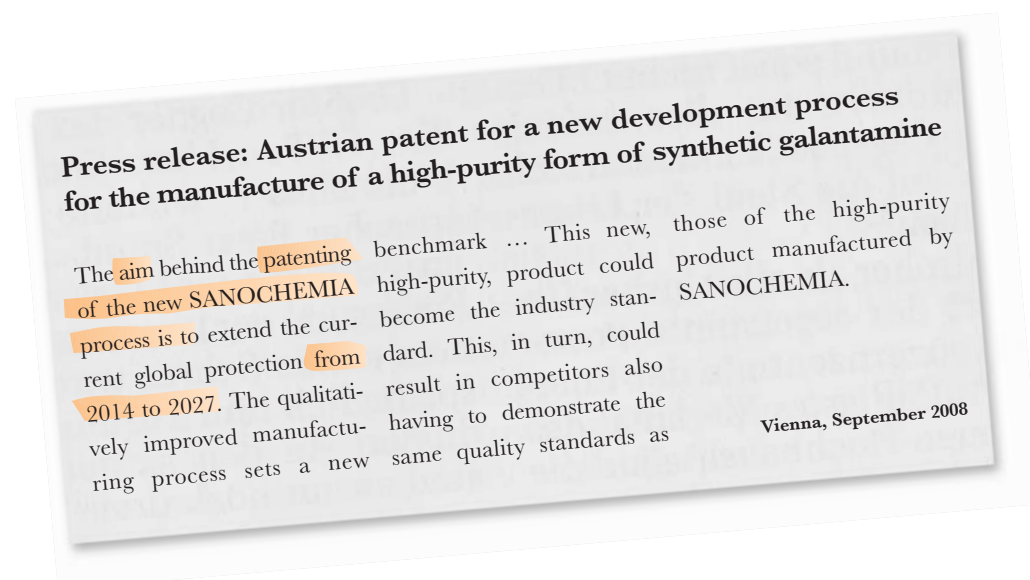 Press release: Austrian patent for a new development process
for the manufacture of a high-purity form of synthetic galantamine
The aim behind the patenting
of the new SANOCHEMIA
process is to extend the cur-
rent global protection from
2014 to 2027. The qualitati-
vely improved manufactu-
ring process sets a new
benchmark … This new,
high-purity, product could
become the industry stan-
dard. This, in turn, could
result in competitors also
having to demonstrate the
same quality standards as
those of the high-purity
product manufactured by
SANOCHEMIA.
Vienna, September 2008